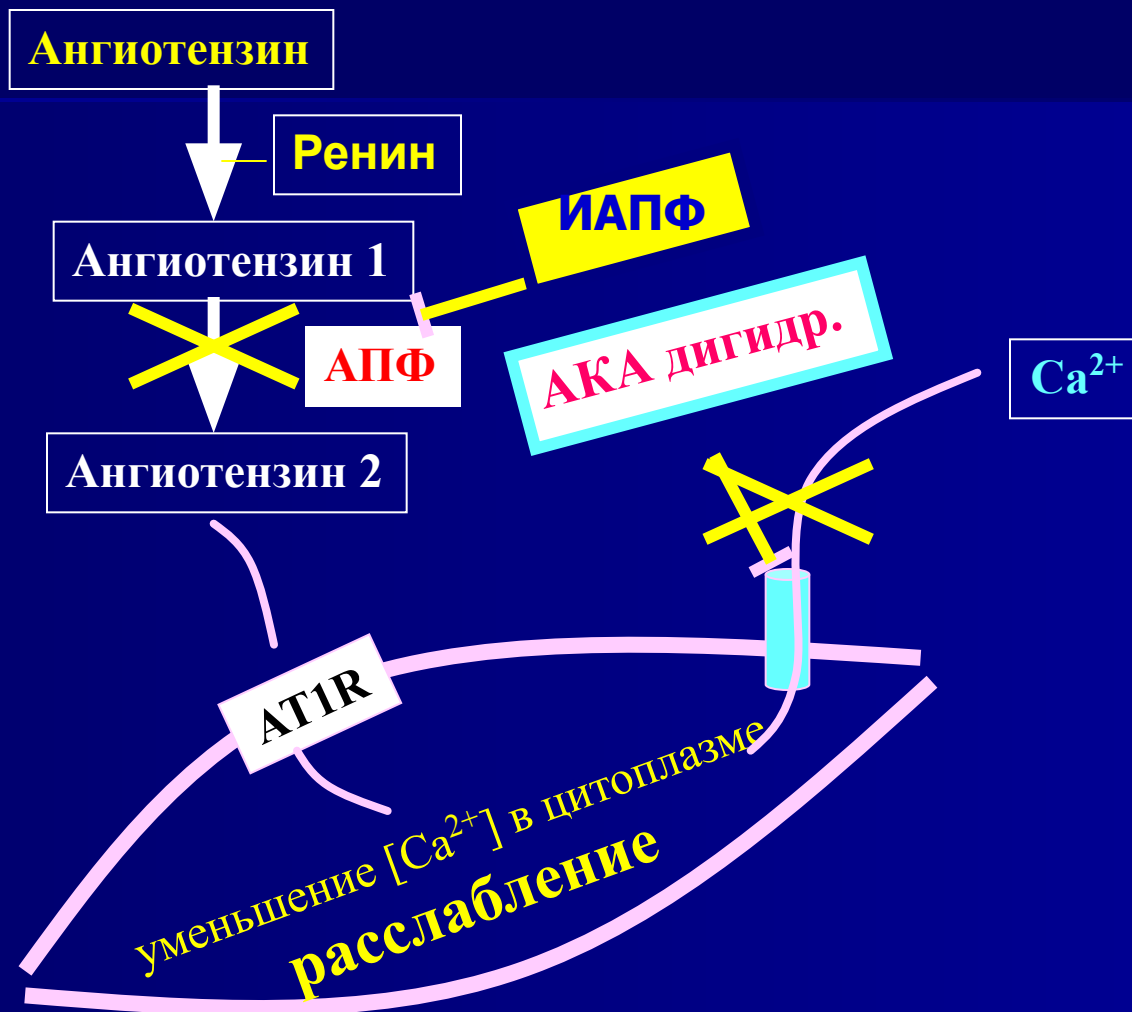 Ангиотензин
Ренин
Ангиотензин 1
ИАПФ
АПФ
АКА дигидр.
Ca²⁺
Ангиотензин 2
AT1R
уменьшение [Ca²⁺] в цитоплазме
расслабление